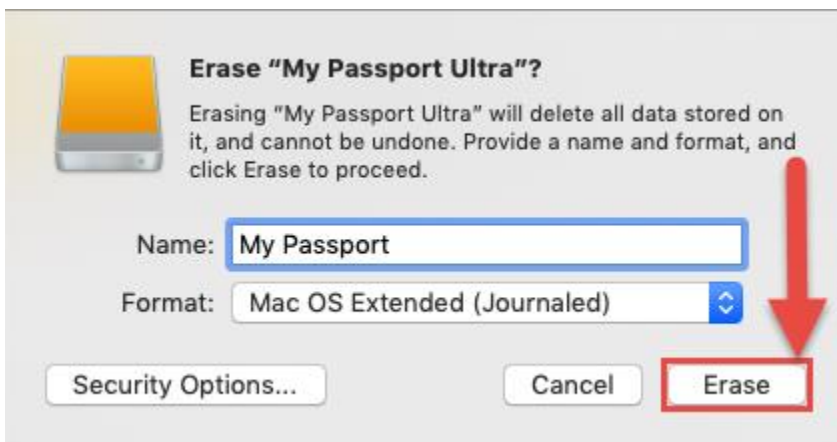 Erase “My Passport Ultra”?
Erasing “My Passport Ultra” will delete all data stored on
it, and cannot be undone. Provide a name and format, and
click Erase to proceed.
Name: My Passport
Format: Mac OS Extended (Journaled)
Security Options... Cancel Erase